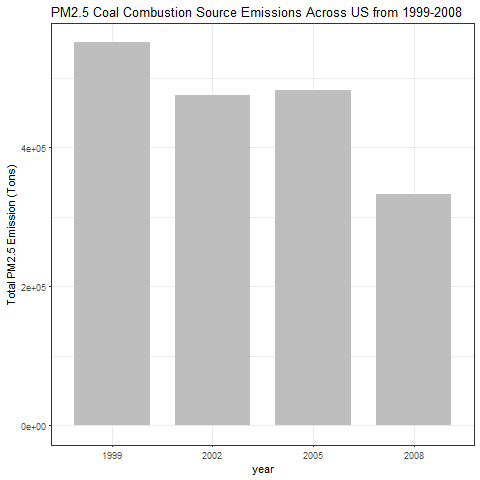 PM2.5 Coal Combustion Source Emissions Across US from 1999-2008
Total PM2.5 Emission (Tons)
4e+05
2e+05
0e+00
1999 2002 2005 2008
year